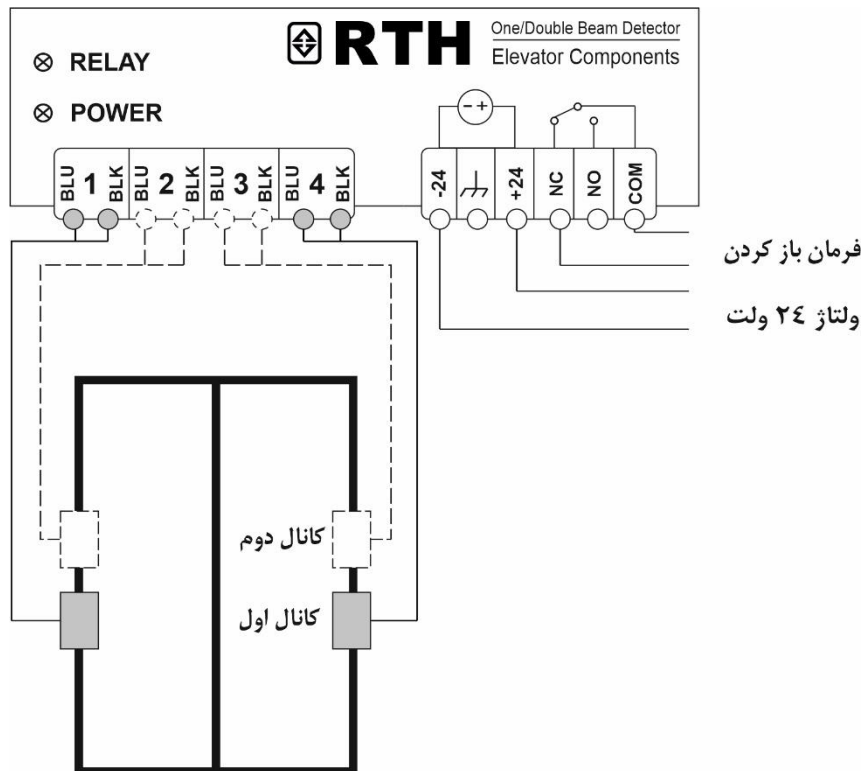 RTH
One/Double Beam Detector
Elevator Components
RELAY
POWER
BLU 1 BLK BLU 2 BLK BLU 3 BLK BLU 4 BLK
-24 +24 NC NO COM
- +
فرمان باز کردن
ولتاژ ٢٤ ولت
کانال دوم
کانال اول